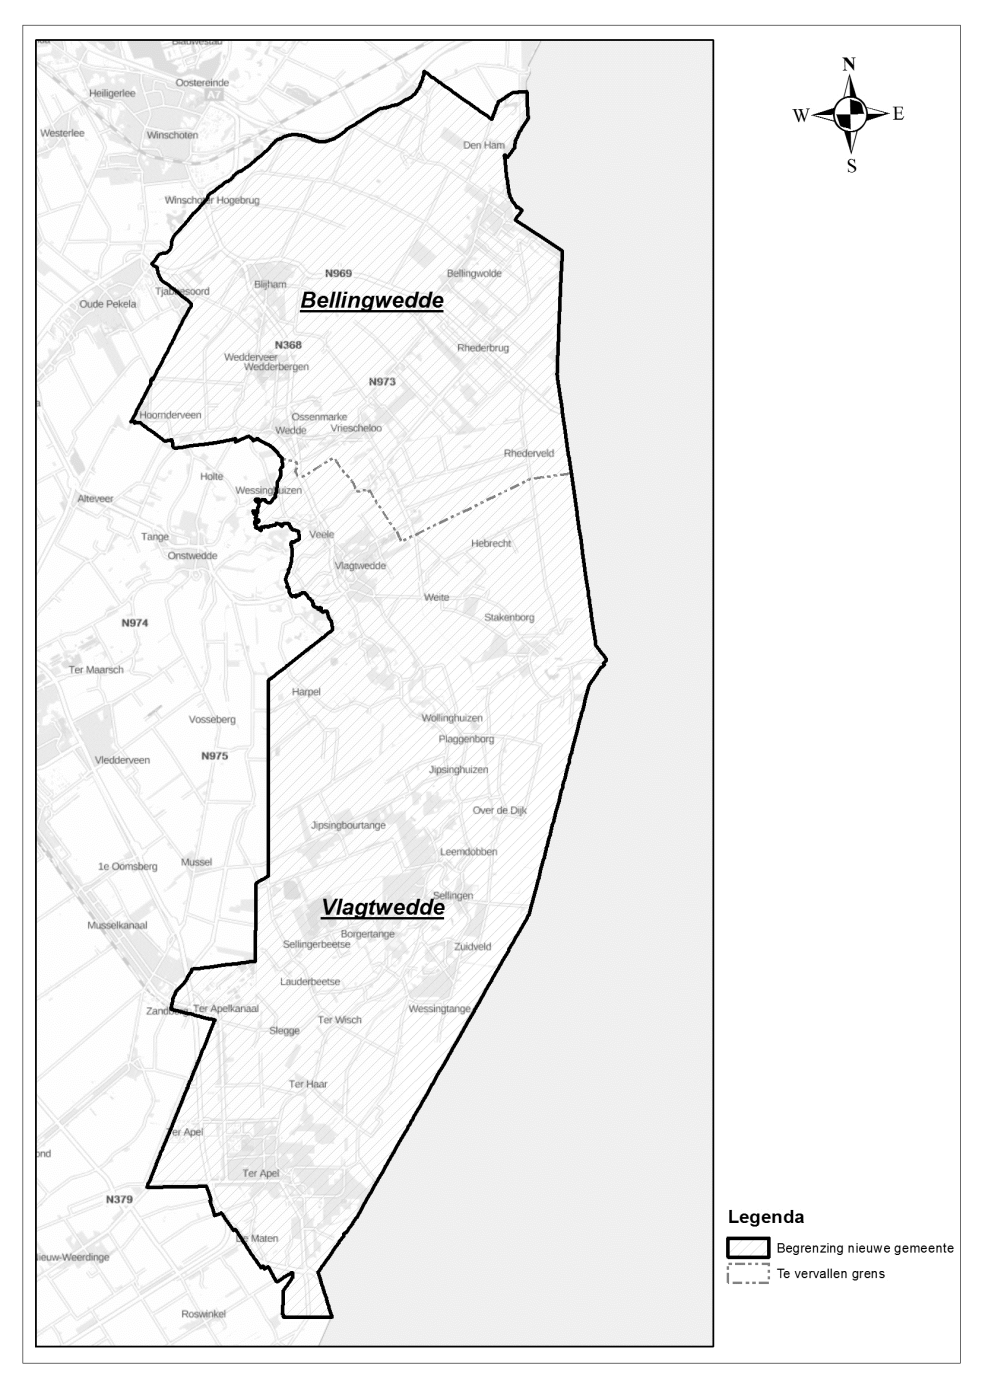 Blauwestad
Oostereinde
Heiligerlee
A7
N
W E
S
Westerlee
Winschoten
Den Ham
Winschoter Hogebrug
N969
Bellingwolde
Blijham
Tjabbesoord
Bellingwedde
Oude Pekela
N368
Rhederbrug
Wedderveer
Wedderbergen
N973
Hoornderveen
Ossenmarke
Wedde
Vriescheloo
Rhederveld
Holte
Wessinghuizen
Alteveer
Tange
Veele
Hebrecht
Onstwedde
Vlagtwedde
Weite
Stakenborg
N974
Ter Maarsch
Harpel
Vosseberg
Wollinghuizen
Plaggenborg
N975
Vledderveen
Jipsinghuizen
Over de Dijk
Jipsingbourtange
Leemdobben
1e Oomsberg
Mussel
Sellingen
Vlagtwedde
Musselkanaal
Borgertange
Sellingerbeetse
Zuidveld
Lauderbeetse
Zandberg
Ter Apelkanaal
Wessingtange
Ter Wisch
Slegge
Ter Haar
Ter Apel
ond
Ter Apel
N379
Legenda
De Maten
Begrenzing nieuwe gemeente
ieuw-Weerdinge
Te vervallen grens
Roswinkel